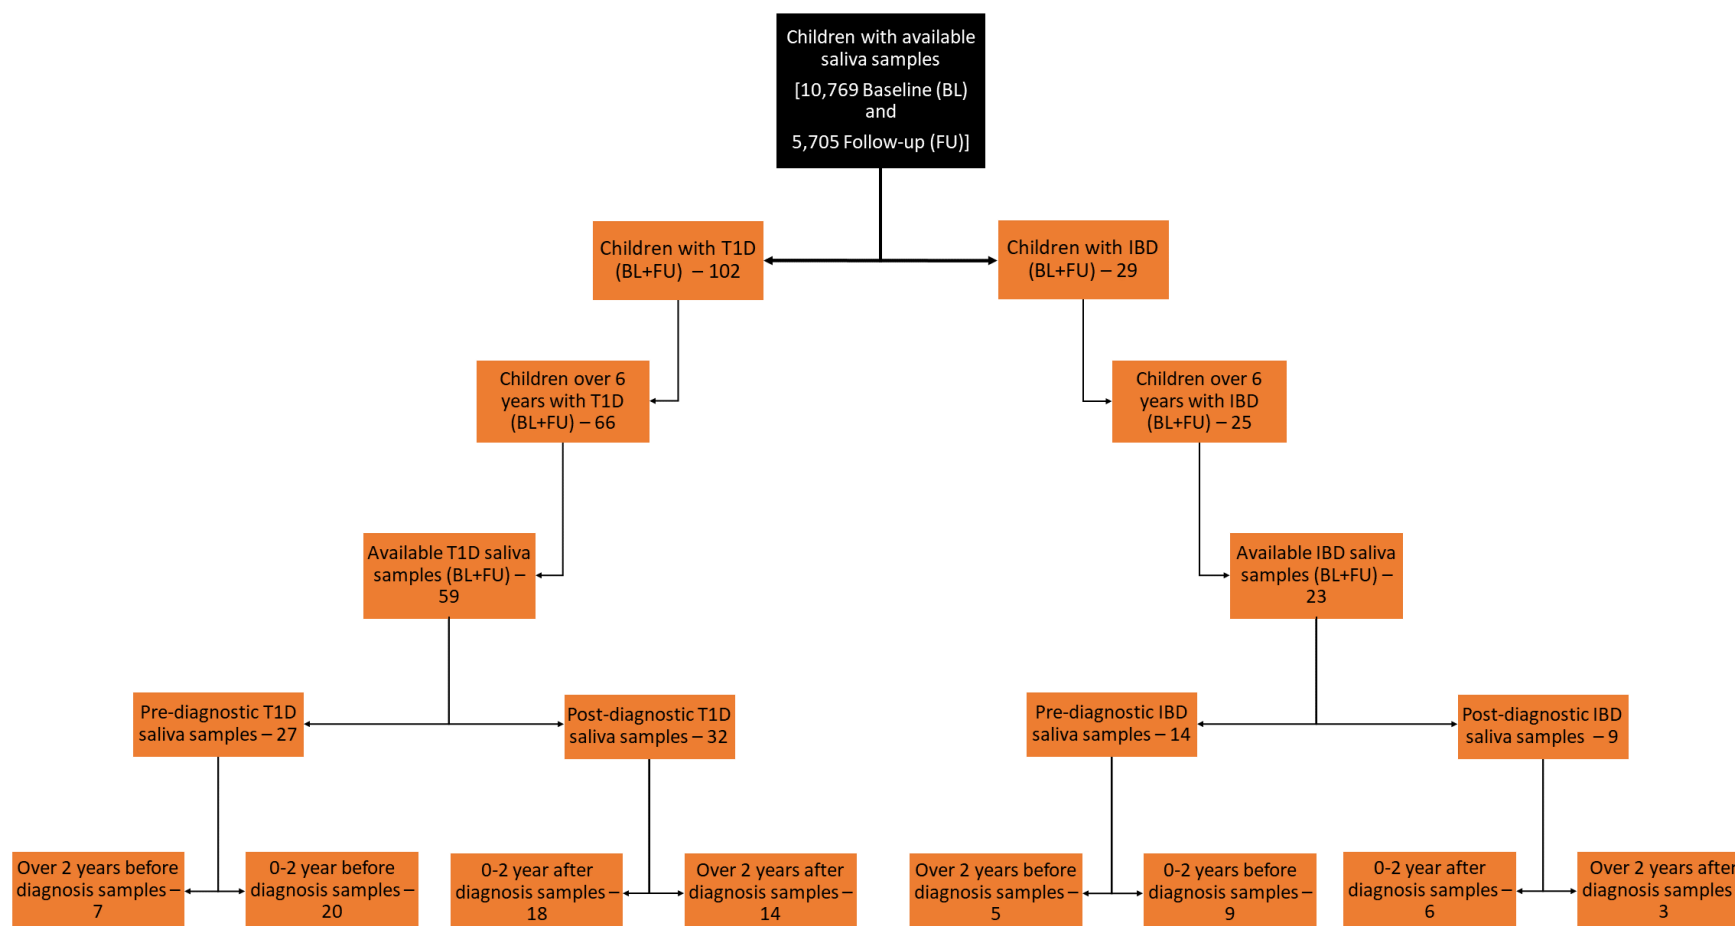 Children with available
saliva samples
[10,769 Baseline (BL)
and
5,705 Follow-up (FU)]
Children with T1D
(BL+FU) – 102
Children with IBD
(BL+FU) – 29
Children over 6
years with T1D
(BL+FU) – 66
Children over 6
years with IBD
(BL+FU) – 25
Available T1D saliva
samples (BL+FU) –
59
Available IBD saliva
samples (BL+FU) –
23
Pre-diagnostic T1D
saliva samples – 27
Post-diagnostic T1D
saliva samples – 32
Pre-diagnostic IBD
saliva samples – 14
Post-diagnostic IBD
saliva samples – 9
Over 2 years before
diagnosis samples –
7
0-2 year before
diagnosis samples –
20
0-2 year after
diagnosis samples –
18
Over 2 years after
diagnosis samples –
14
Over 2 years before
diagnosis samples –
5
0-2 years before
diagnosis samples –
9
0-2 year after
diagnosis samples –
6
Over 2 years after
diagnosis samples
3